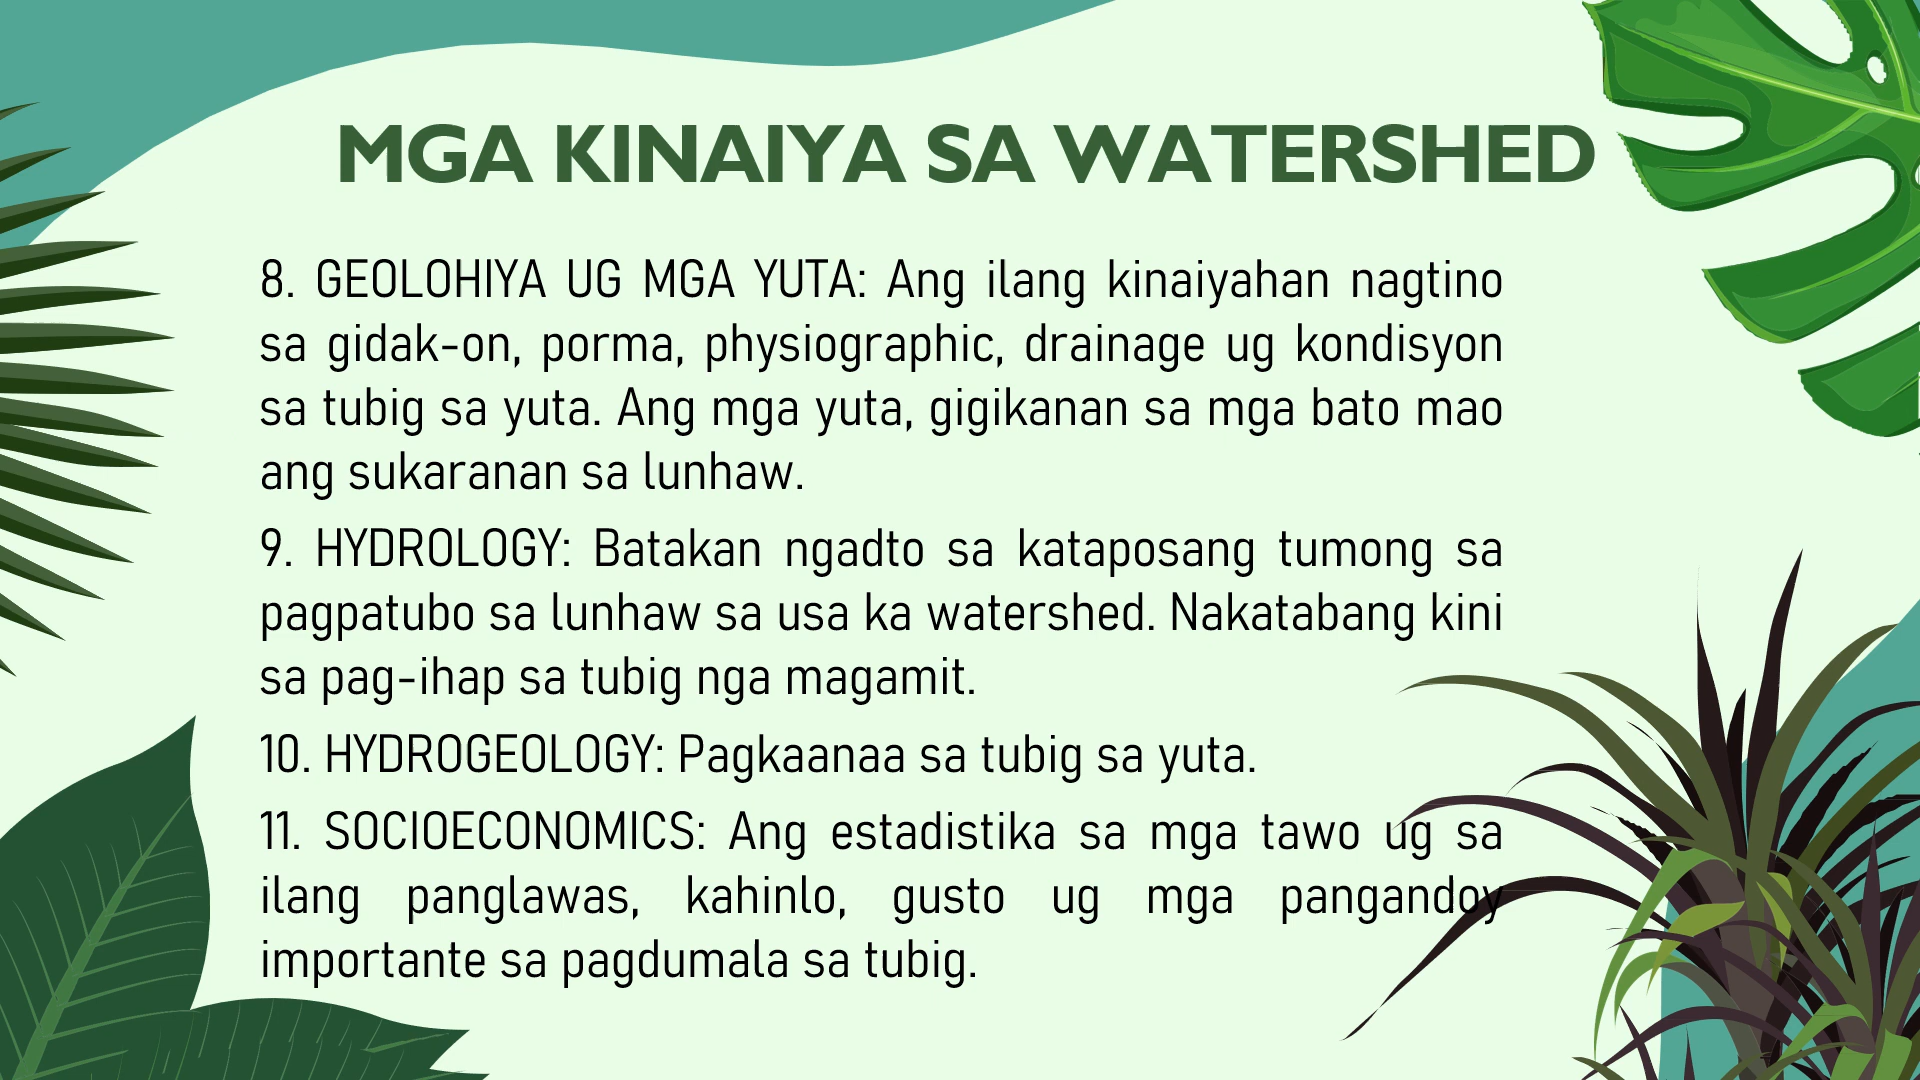 MGA KINAIYA SA WATERSHED
8. GEOLOHIYA UG MGA YUTA: Ang ilang kinaiyahan nagtino
sa gidak-on, porma, physiographic, drainage ug kondisyon
sa tubig sa yuta. Ang mga yuta, gigikanan sa mga bato mao
ang sukaranan sa lunhaw.
9. HYDROLOGY: Batakan ngadto sa kataposang tumong sa
pagpatubo sa lunhaw sa usa ka watershed. Nakatabang kini
sa pag-ihap sa tubig nga magamit.
10. HYDROGEOLOGY: Pagkaanaa sa tubig sa yuta.
11. SOCIOECONOMICS: Ang estadistika sa mga tawo ug sa
ilang panglawas, kahinlo, gusto ug mga pangandoy
importante sa pagdumala sa tubig.